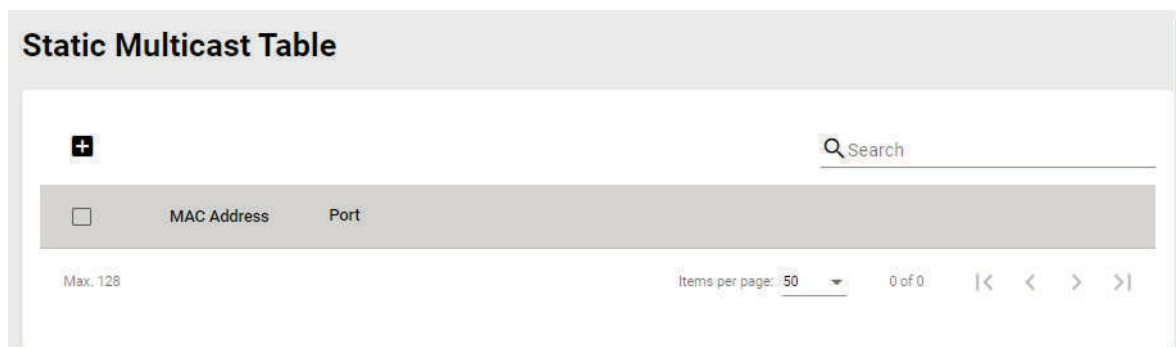 Static Multicast Table
Search
MAC Address Port
Max. 128 Items per page: 50 0 of 0